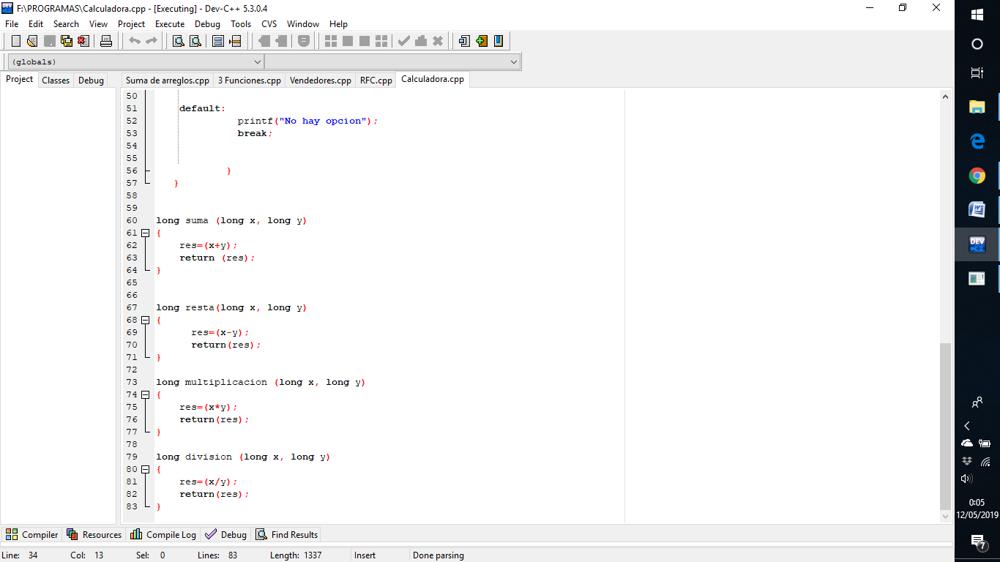 F:\PROGRAMAS\Calculadora.cpp - [Executing] - Dev-C++ 5.3.0.4
File Edit Search View Project Execute Debug Tools CVS Window Help
(globals)
Project Classes Debug
Suma de arreglos.cpp 3 Funciones.cpp Vendedores.cpp RFC.cpp Calculadora.cpp
50
51 default:
52 printf("No hay opcion");
53 break;
54
55
56 }
57 }
58
59
60 long suma (long x, long y)
61 {
62 res=(x+y);
63 return (res);
64 }
65
66
67 long resta(long x, long y)
68 {
69 res=(x-y);
70 return(res);
71 }
72
73 long multiplicacion (long x, long y)
74 {
75 res=(x*y);
76 return(res);
77 }
78
79 long division (long x, long y)
80 {
81 res=(x/y);
82 return(res);
83 }
Compiler Resources Compile Log Debug Find Results
Line: 34 Col: 13 Sel: 0 Lines: 83 Length: 1337 Insert Done parsing
DEV
0:05
12/05/2019
7